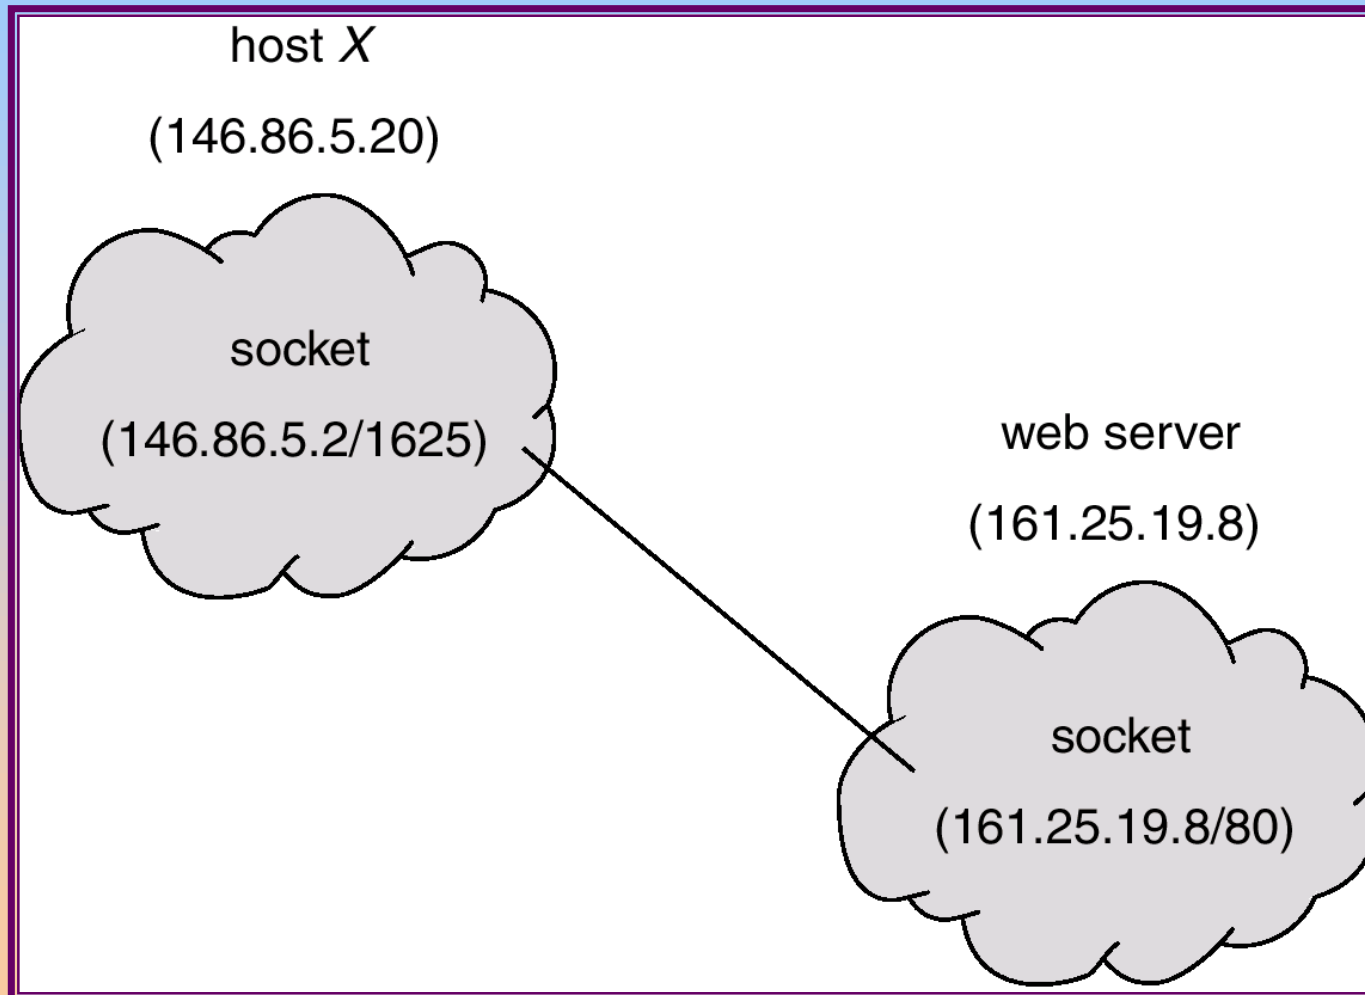 host X
(146.86.5.20)
socket
(146.86.5.2/1625)
web server
(161.25.19.8)
socket
(161.25.19.8/80)